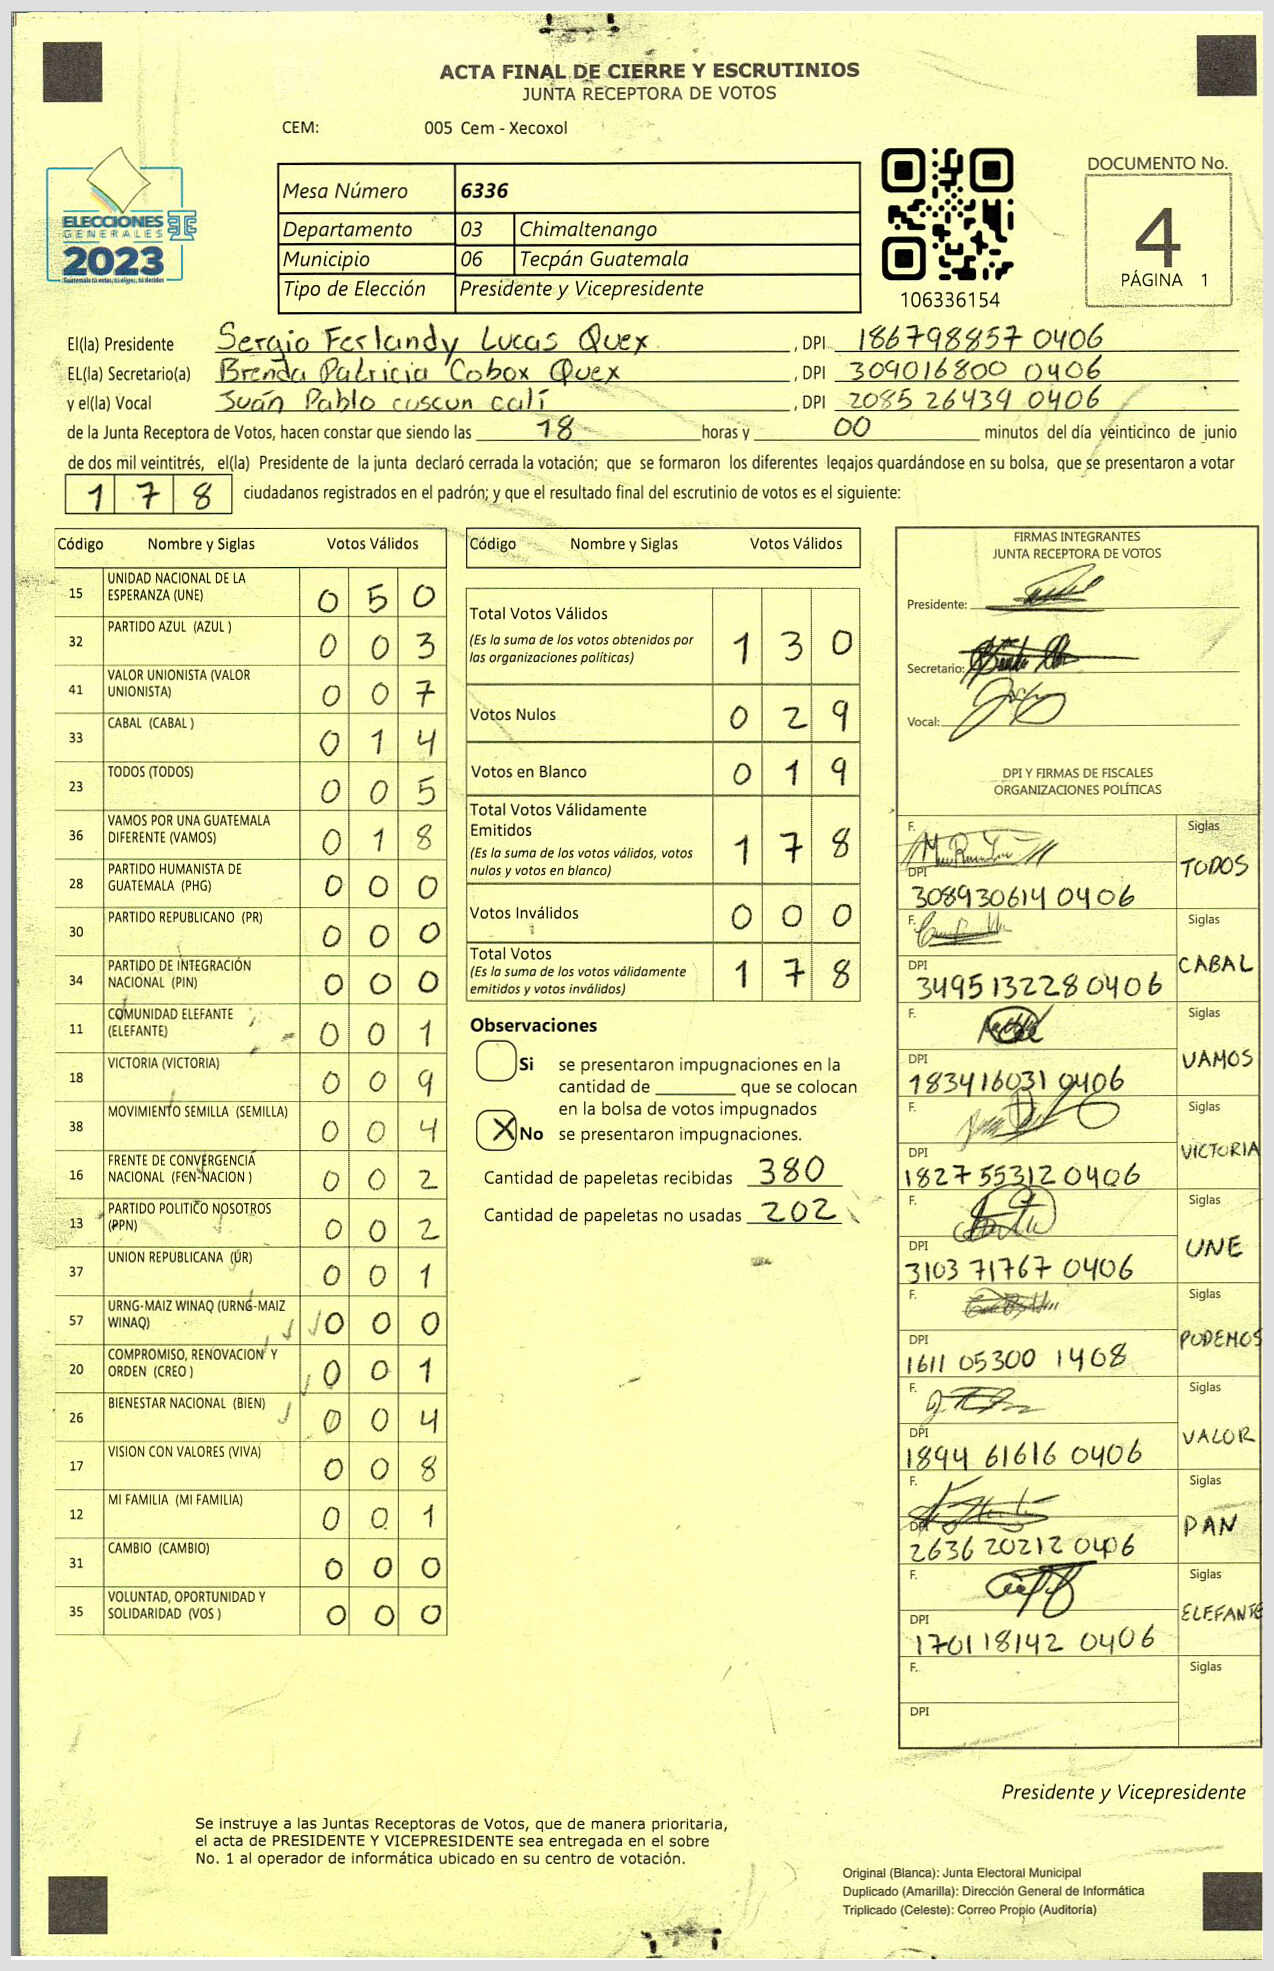 ACTA FINAL DE CIERRE Y ESCRUTINIOS
JUNTA RECEPTORA DE VOTOS
CEM: 005 Cem - Xecoxol
ELECCIONES
GENERALES
2023
Guatemala tú votas, tú eliges, tú decides
Mesa Número 6336
Departamento 03 Chimaltenango
Municipio 06 Tecpán Guatemala
Tipo de Elección Presidente y Vicepresidente
106336154
DOCUMENTO No.
4
PÁGINA 1
El(la) Presidente Sergio Ferlandy Lucas Quex , DPI 186798857 0406
EL(la) Secretario(a) Brenda Patricia Cobox Quex , DPI 309016800 0406
y el(la) Vocal Juán Pablo cuscun calí , DPI 2085 26439 0406
de la Junta Receptora de Votos, hacen constar que siendo las 18 horas y 00 minutos del día veinticinco de junio
de dos mil veintitrés, el(la) Presidente de la junta declaró cerrada la votación; que se formaron los diferentes legajos guardándose en su bolsa, que se presentaron a votar
178 ciudadanos registrados en el padrón; y que el resultado final del escrutinio de votos es el siguiente:
Código Nombre y Siglas Votos Válidos
15 UNIDAD NACIONAL DE LA ESPERANZA (UNE) 0 5 0
32 PARTIDO AZUL (AZUL ) 0 0 3
41 VALOR UNIONISTA (VALOR UNIONISTA) 0 0 7
33 CABAL (CABAL ) 0 1 4
23 TODOS (TODOS) 0 0 5
36 VAMOS POR UNA GUATEMALA DIFERENTE (VAMOS) 0 1 8
28 PARTIDO HUMANISTA DE GUATEMALA (PHG) 0 0 0
30 PARTIDO REPUBLICANO (PR) 0 0 0
34 PARTIDO DE INTEGRACIÓN NACIONAL (PIN) 0 0 0
11 COMUNIDAD ELEFANTE (ELEFANTE) 0 0 1
18 VICTORIA (VICTORIA) 0 0 9
38 MOVIMIENTO SEMILLA (SEMILLA) 0 0 4
16 FRENTE DE CONVERGENCIA NACIONAL (FCN-NACION ) 0 0 2
13 PARTIDO POLITICO NOSOTROS (PPN) 0 0 2
37 UNION REPUBLICANA (UR) 0 0 1
57 URNG-MAIZ WINAQ (URNG-MAIZ WINAQ) 0 0 0
20 COMPROMISO, RENOVACION Y ORDEN (CREO ) 0 0 1
26 BIENESTAR NACIONAL (BIEN) 0 0 4
17 VISION CON VALORES (VIVA) 0 0 8
12 MI FAMILIA (MI FAMILIA) 0 0 1
31 CAMBIO (CAMBIO) 0 0 0
35 VOLUNTAD, OPORTUNIDAD Y SOLIDARIDAD (VOS ) 0 0 0
Código Nombre y Siglas Votos Válidos
Total Votos Válidos 1 3 0
(Es la suma de los votos obtenidos por
las organizaciones políticas)
Votos Nulos 0 2 9
Votos en Blanco 0 1 9
Total Votos Válidamente
Emitidos 1 7 8
(Es la suma de los votos válidos, votos
nulos y votos en blanco)
Votos Inválidos 0 0 0
Total Votos 1 7 8
(Es la suma de los votos válidamente
emitidos y votos inválidos)
Observaciones
Si se presentaron impugnaciones en la
cantidad de ________ que se colocan
en la bolsa de votos impugnados
X No se presentaron impugnaciones.
Cantidad de papeletas recibidas 380
Cantidad de papeletas no usadas 202
FIRMAS INTEGRANTES
JUNTA RECEPTORA DE VOTOS
Presidente:
Secretario:
Vocal:
DPI Y FIRMAS DE FISCALES
ORGANIZACIONES POLÍTICAS
F. Siglas
TODOS
DPI
308930614 0406
F. Siglas
CABAL
DPI
349513228 0406
F. Siglas
VAMOS
DPI
183416031 0406
F. Siglas
VICTORIA
DPI
1827 55312 0406
F. Siglas
UNE
DPI
3103 71767 0406
F. Siglas
PODEMOS
DPI
1611 05300 1408
F. Siglas
VALOR
DPI
1894 61616 0406
F. Siglas
PAN
DPI
2636 20212 0406
F. Siglas
ELEFANTE
DPI
170118142 0406
F. Siglas
DPI
Presidente y Vicepresidente
Se instruye a las Juntas Receptoras de Votos, que de manera prioritaria,
el acta de PRESIDENTE Y VICEPRESIDENTE sea entregada en el sobre
No. 1 al operador de informática ubicado en su centro de votación.
Original (Blanca): Junta Electoral Municipal
Duplicado (Amarilla): Dirección General de Informática
Triplicado (Celeste): Correo Propio (Auditoría)